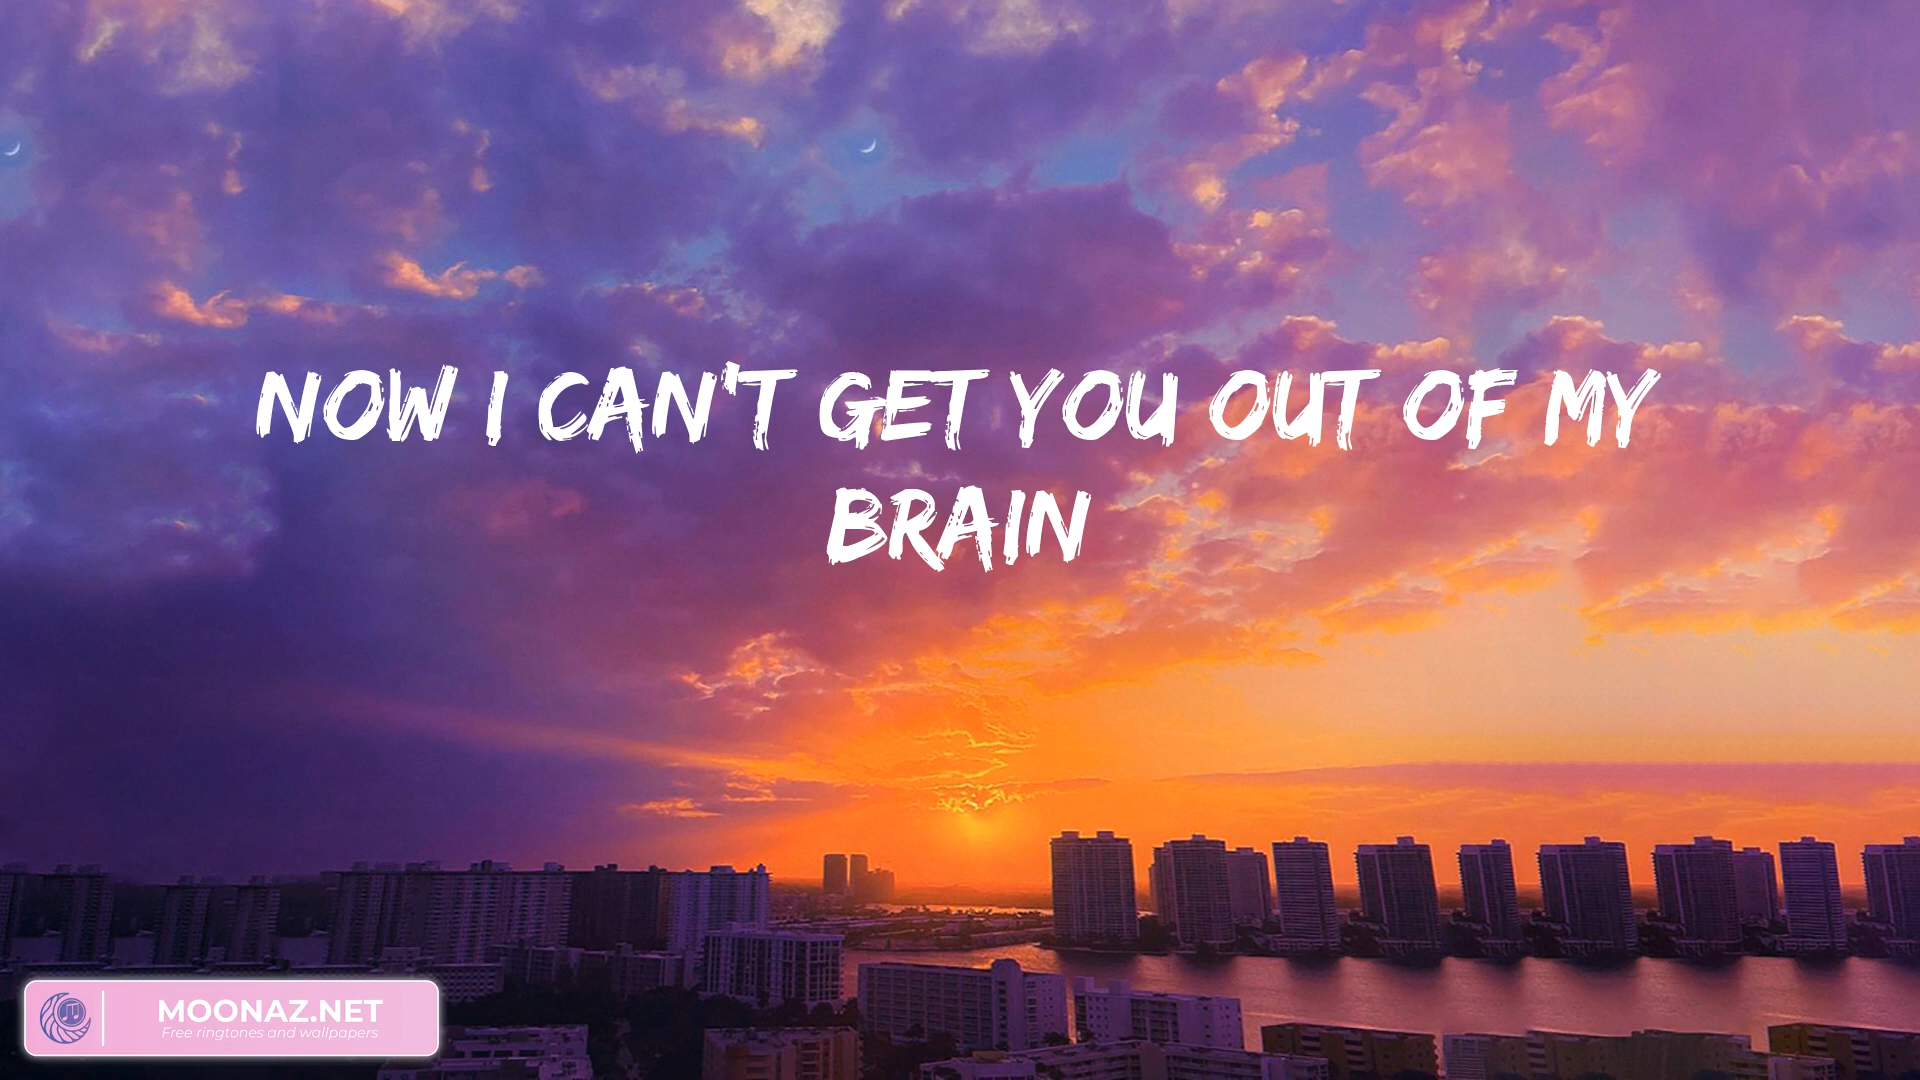 NOW I CAN'T GET YOU OUT OF MY
BRAIN
MOONAZ.NET
Free ringtones and wallpapers